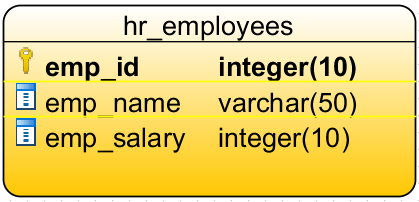 hr_employees
emp_id integer(10)
emp_name varchar(50)
emp_salary integer(10)